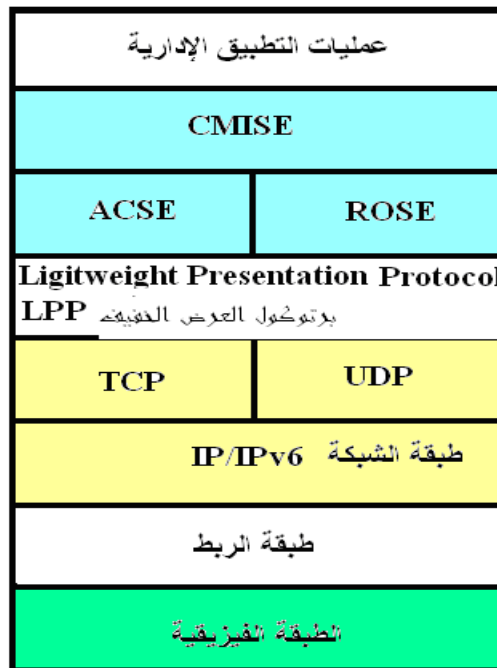 عمليات التطبيق الإدارية
CMISE
ACSE
ROSE
Ligitweight Presentation Protocol
LPP برتوكول العرض الخفيف
TCP
UDP
IP/IPv6 طبقة الشبكة
طبقة الربط
الطبقة الفيزيقية